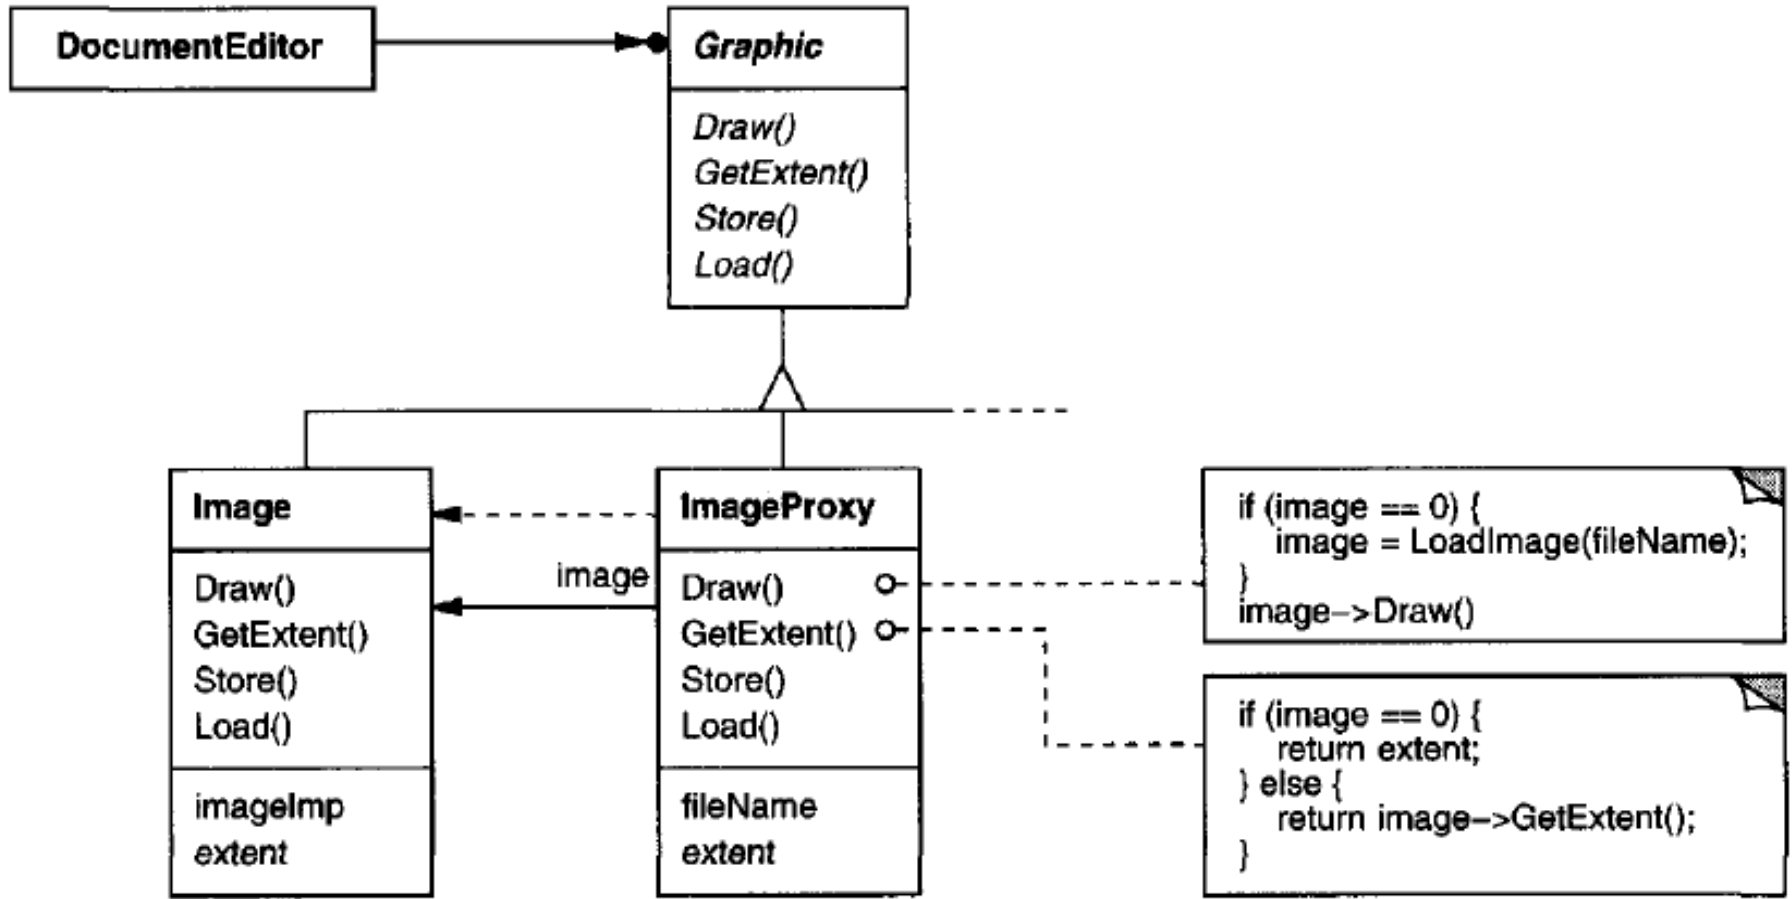 DocumentEditor
Graphic
Draw()
GetExtent()
Store()
Load()
Image
Draw()
GetExtent()
Store()
Load()
imageImp
extent
image
ImageProxy
Draw()
GetExtent()
Store()
Load()
fileName
extent
if (image == 0) {
image = LoadImage(fileName);
}
image–>Draw()
if (image == 0) {
return extent;
} else {
return image–>GetExtent();
}